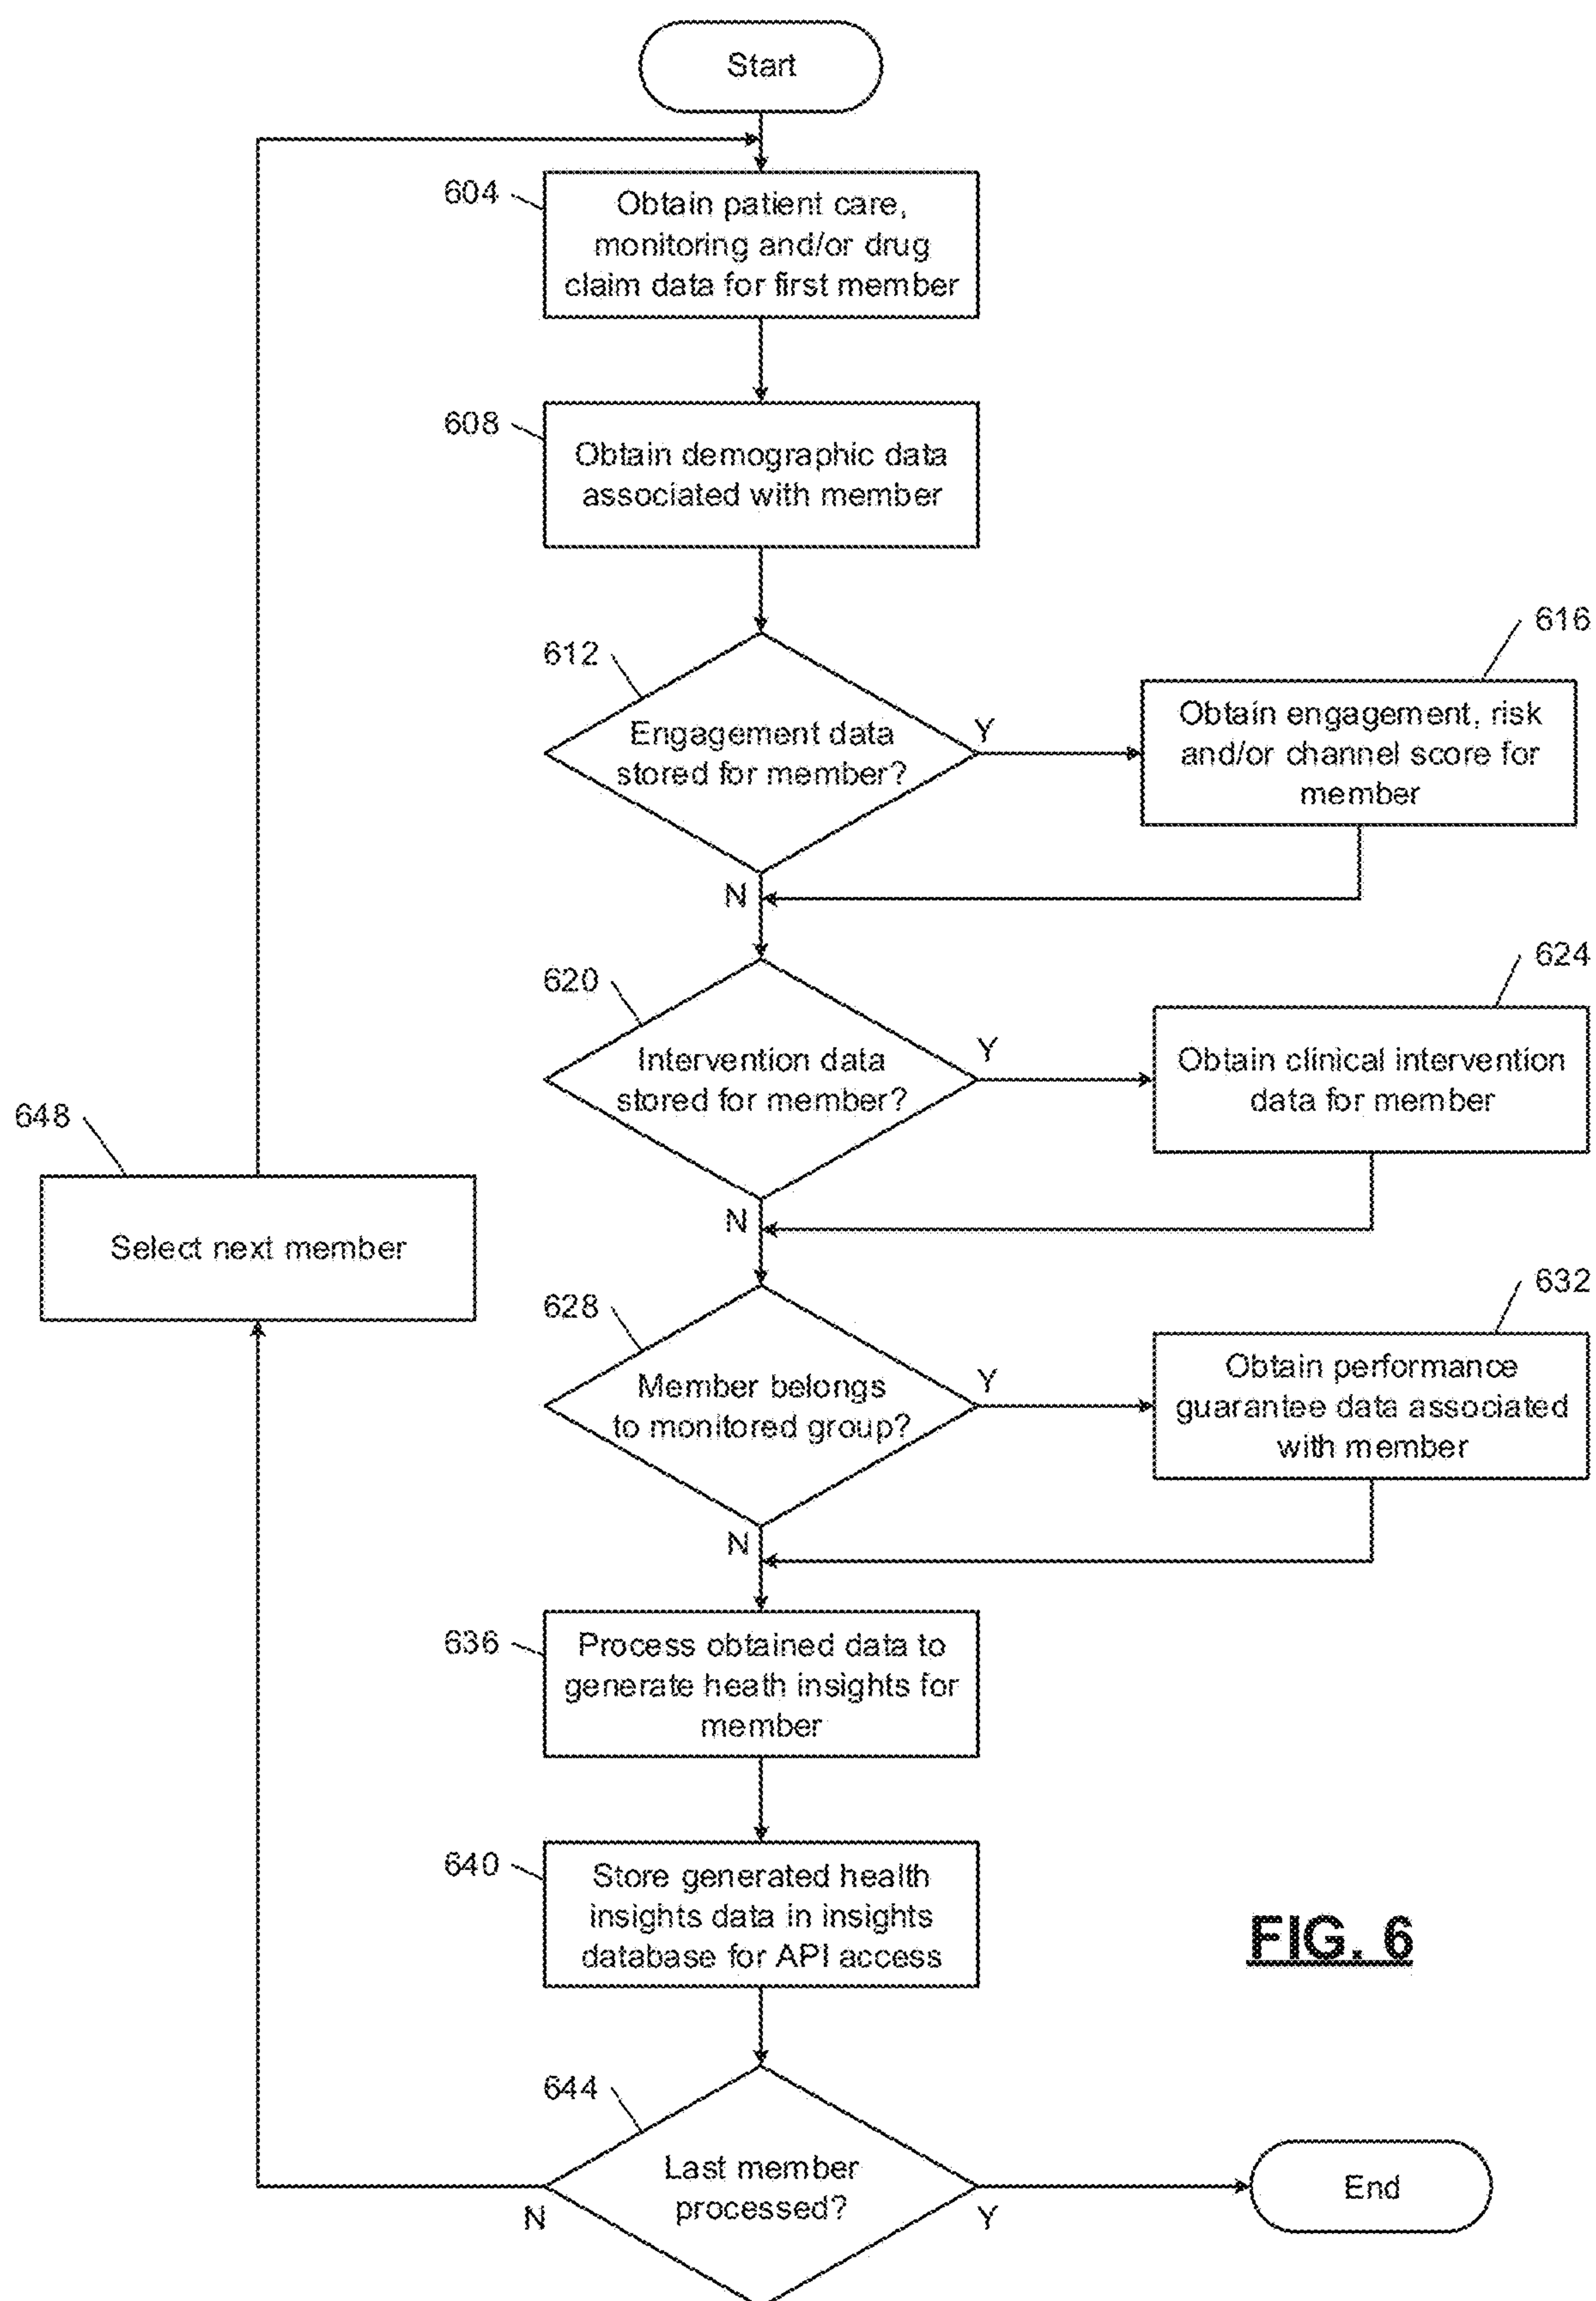 Start
604
Obtain patient care,
monitoring and/or drug
claim data for first member
608
Obtain demographic data
associated with member
612
Engagement data
stored for member?
Y
616
Obtain engagement, risk
and/or channel score for
member
N
620
Intervention data
stored for member?
Y
624
Obtain clinical intervention
data for member
N
648
Select next member
628
Member belongs
to monitored group?
Y
632
Obtain performance
guarantee data associated
with member
N
636
Process obtained data to
generate heath insights for
member
640
Store generated health
insights data in insights
database for API access
FIG. 6
644
Last member
processed?
N
Y
End